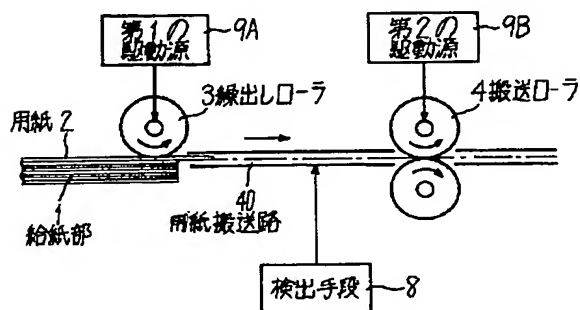 第1の
駆動源
9A
第2の
駆動源
9B
3繰出しローラ
4搬送ローラ
用紙2
1
給紙部
40
用紙搬送路
検出手段
8